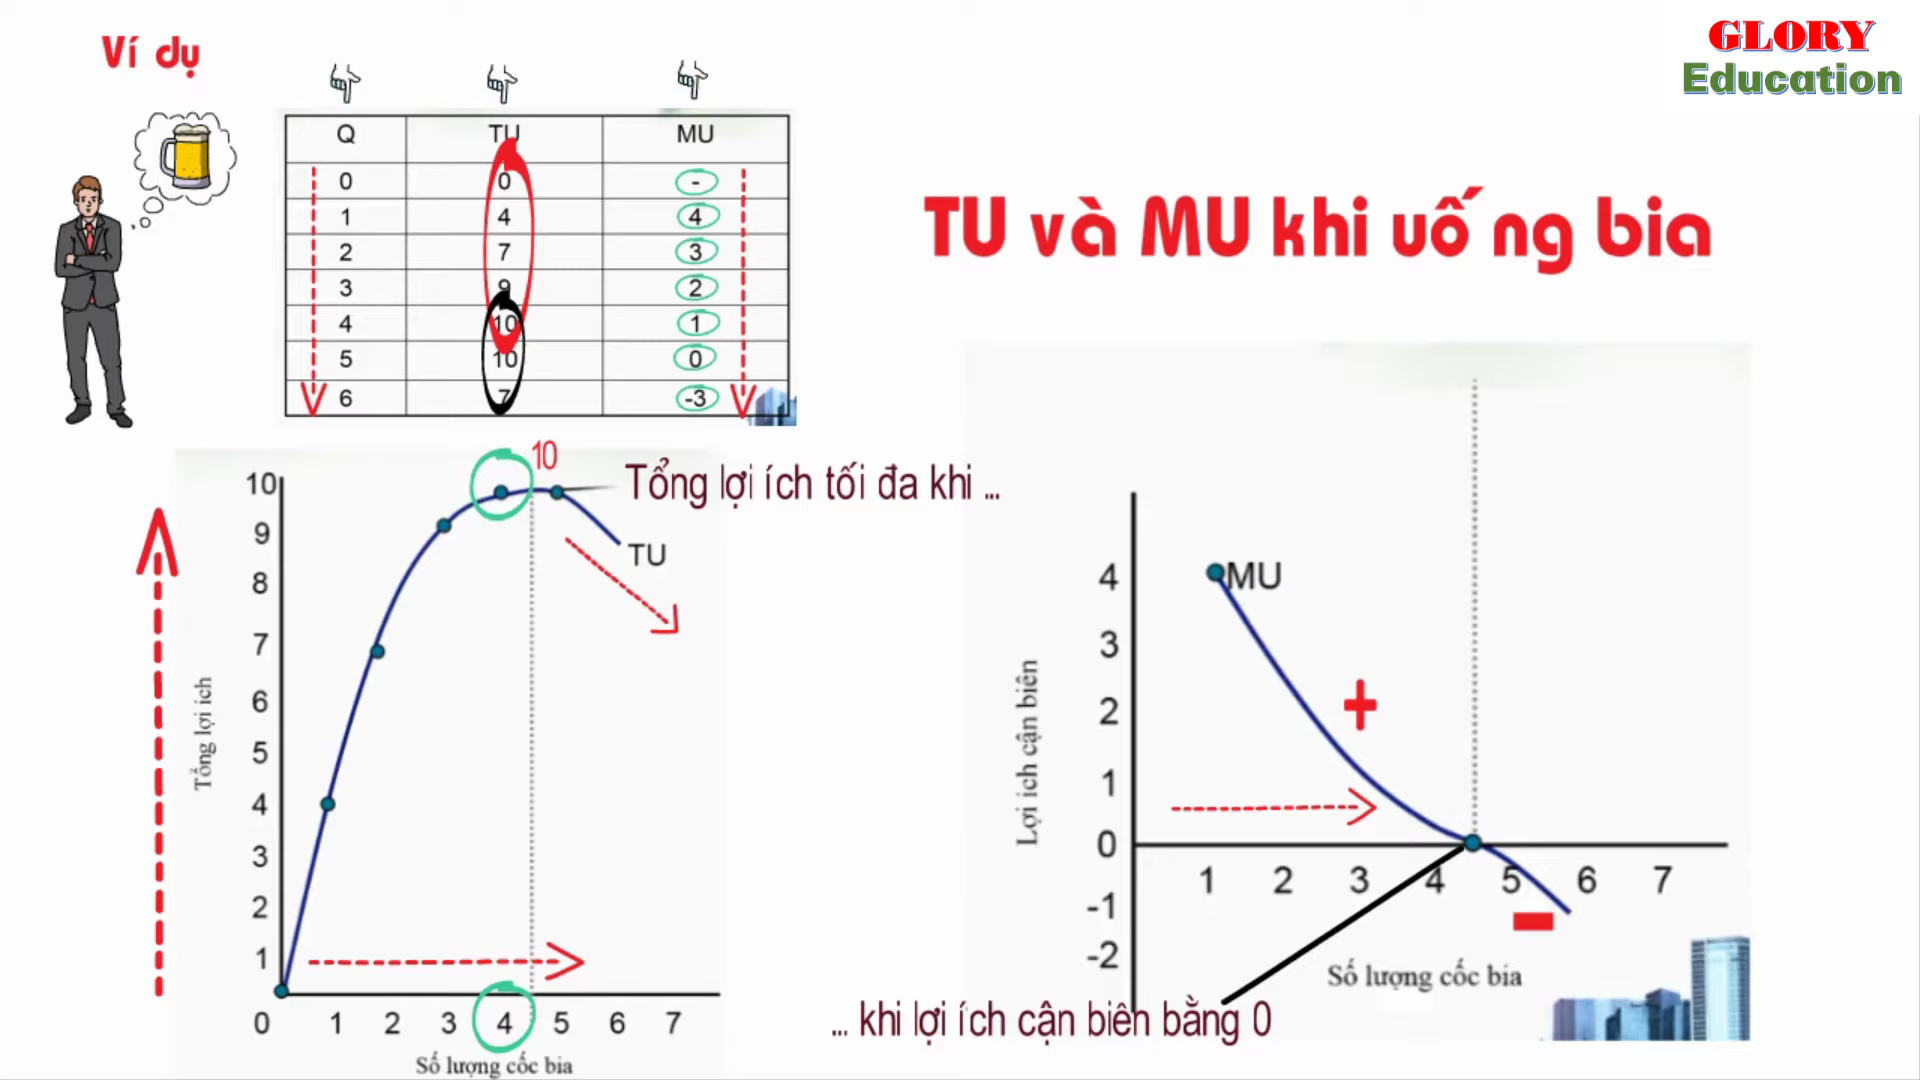 Ví dụ
GLORY
Education
Q TU MU
0 0 -
1 4 4
2 7 3
3 9 2
4 10 1
5 10 0
6 7 -3
TU và MU khi uống bia
10
Tổng lợi ích tối đa khi ...
10
9
8
7
6
5
4
3
2
1
TU
Tổng lợi ích
0 1 2 3 4 5 6 7
Số lượng cốc bia
MU
4
3
2
1
0
-1
-2
+
-
Lợi ích cận biên
1 2 3 4 5 6 7
Số lượng cốc bia
... khi lợi ích cận biên bằng 0